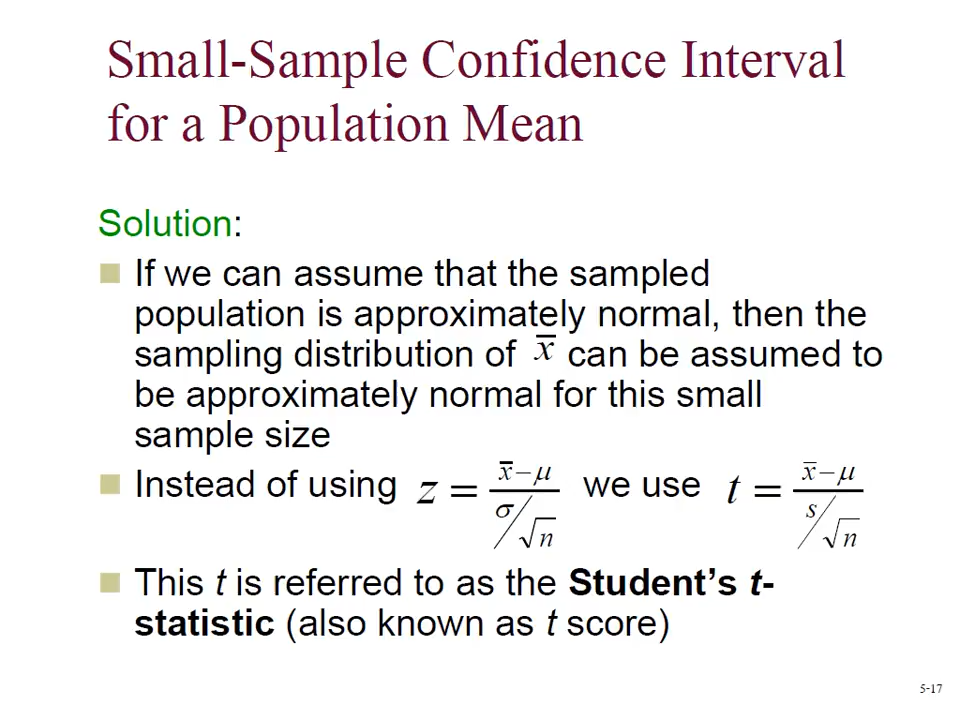 Small-Sample Confidence Interval
for a Population Mean
Solution:
If we can assume that the sampled
population is approximately normal, then the
sampling distribution of x̄ can be assumed to
be approximately normal for this small
sample size
Instead of using z = (x̄ − μ)/(σ/√n) we use t = (x̄ − μ)/(s/√n)
This t is referred to as the Student’s t-
statistic (also known as t score)
5-17